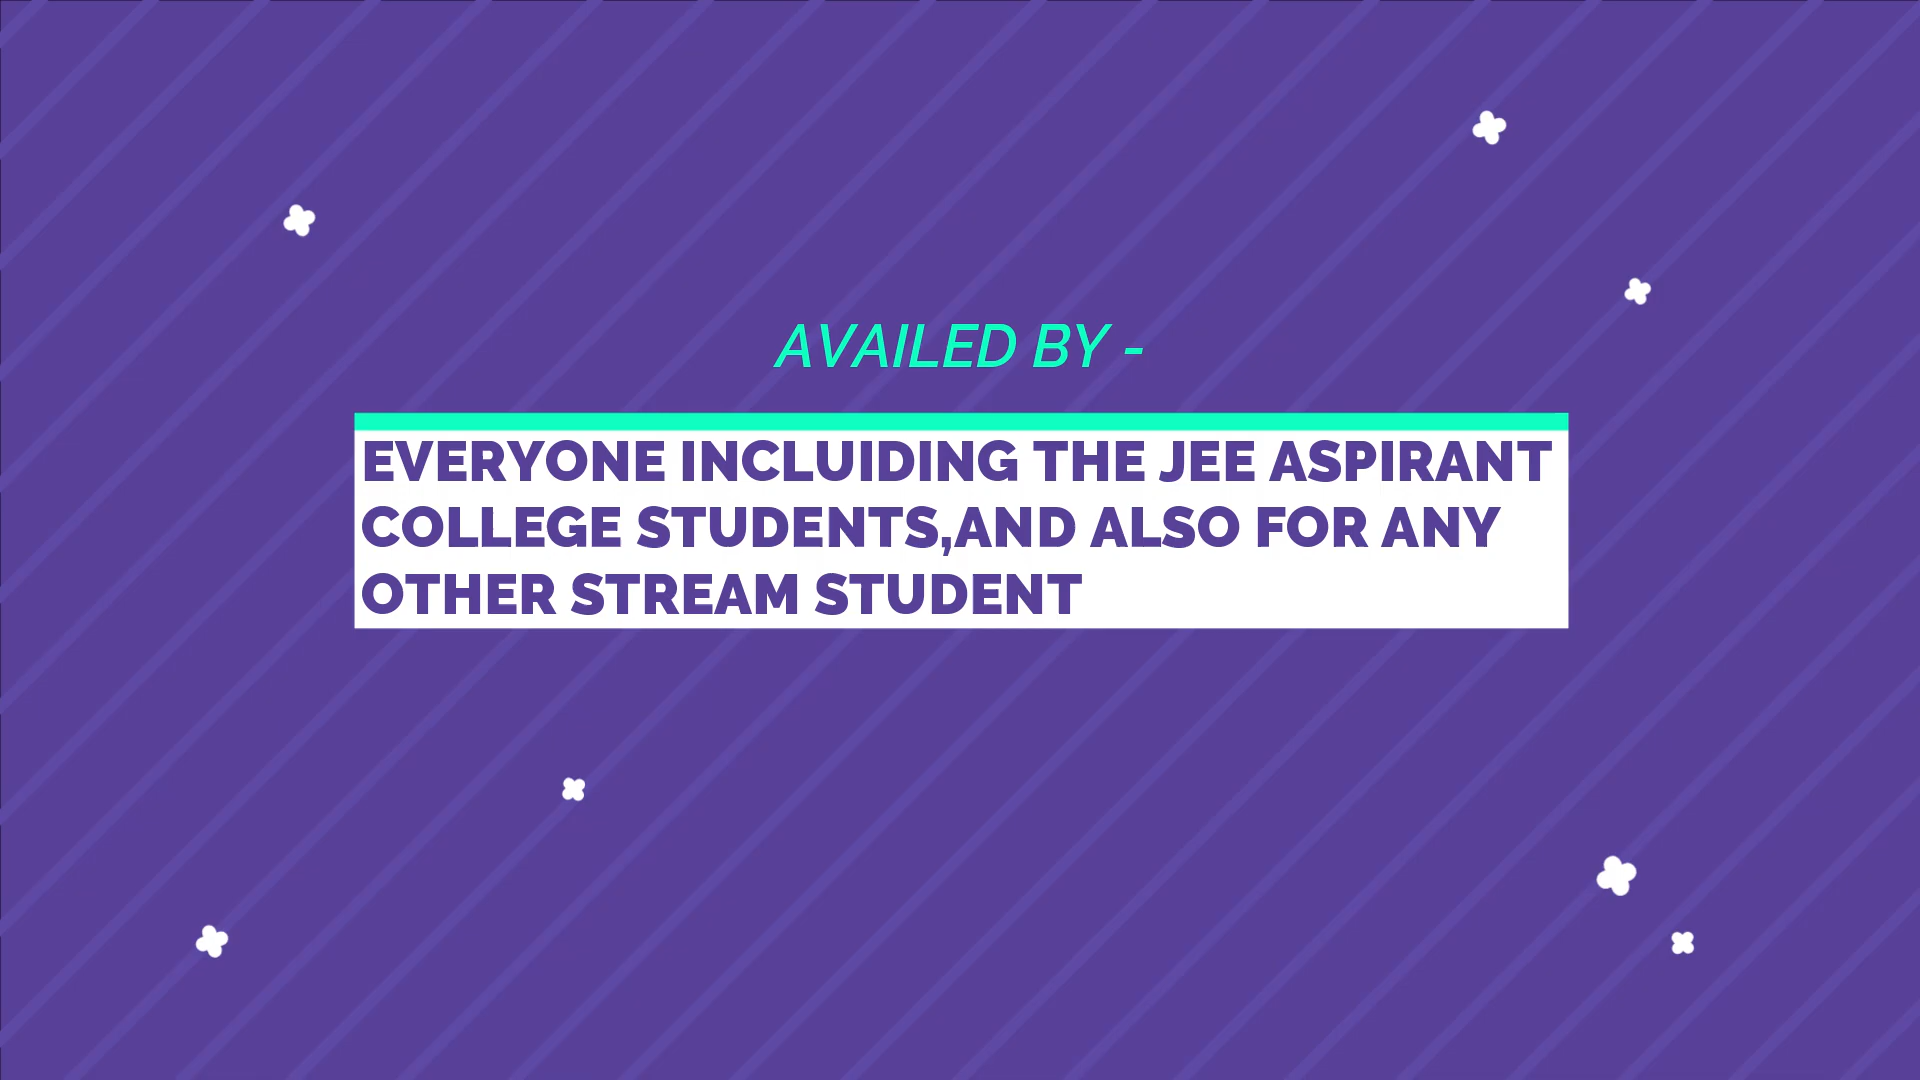 AVAILED BY -
EVERYONE INCLUIDING THE JEE ASPIRANT
COLLEGE STUDENTS,AND ALSO FOR ANY
OTHER STREAM STUDENT